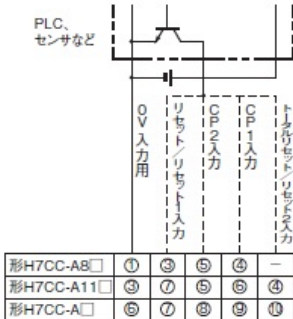 PLC、
センサなど
0V入力用
リセット／リセット1入力
CP2入力
CP1入力
トータルリセット／リセット2入力
形H7CC-A8□ ① ③ ⑤ ④ −
形H7CC-A11□ ③ ⑦ ⑤ ⑥ ④
形H7CC-A□ ⑥ ⑦ ⑧ ⑨ ⑩